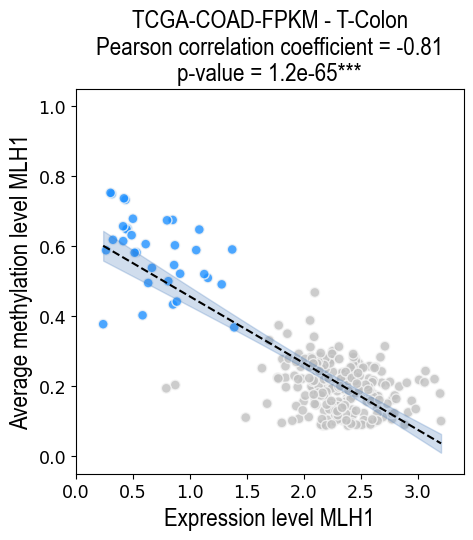 TCGA-COAD-FPKM - T-Colon
Pearson correlation coefficient = -0.81
p-value = 1.2e-65***
Average methylation level MLH1
1.0
0.8
0.6
0.4
0.2
0.0
0.0 0.5 1.0 1.5 2.0 2.5 3.0
Expression level MLH1